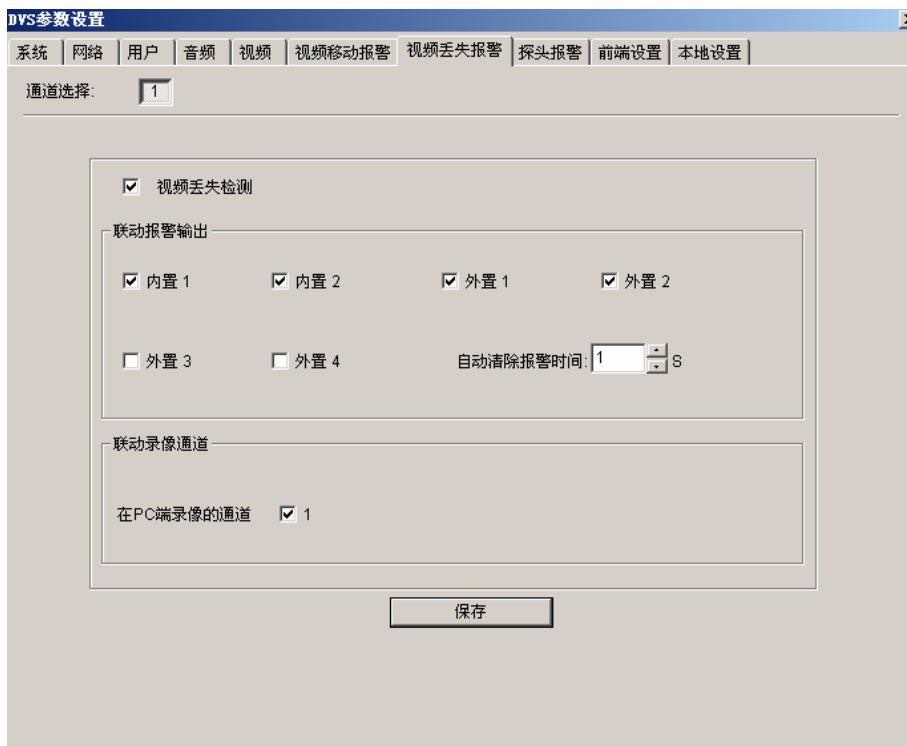 DVS参数设置
系统 网络 用户 音频 视频 视频移动报警 视频丢失报警 探头报警 前端设置 本地设置
通道选择: 1
视频丢失检测
联动报警输出
内置 1 内置 2 外置 1 外置 2
外置 3 外置 4 自动清除报警时间: 1 S
联动录像通道
在PC端录像的通道 1
保存